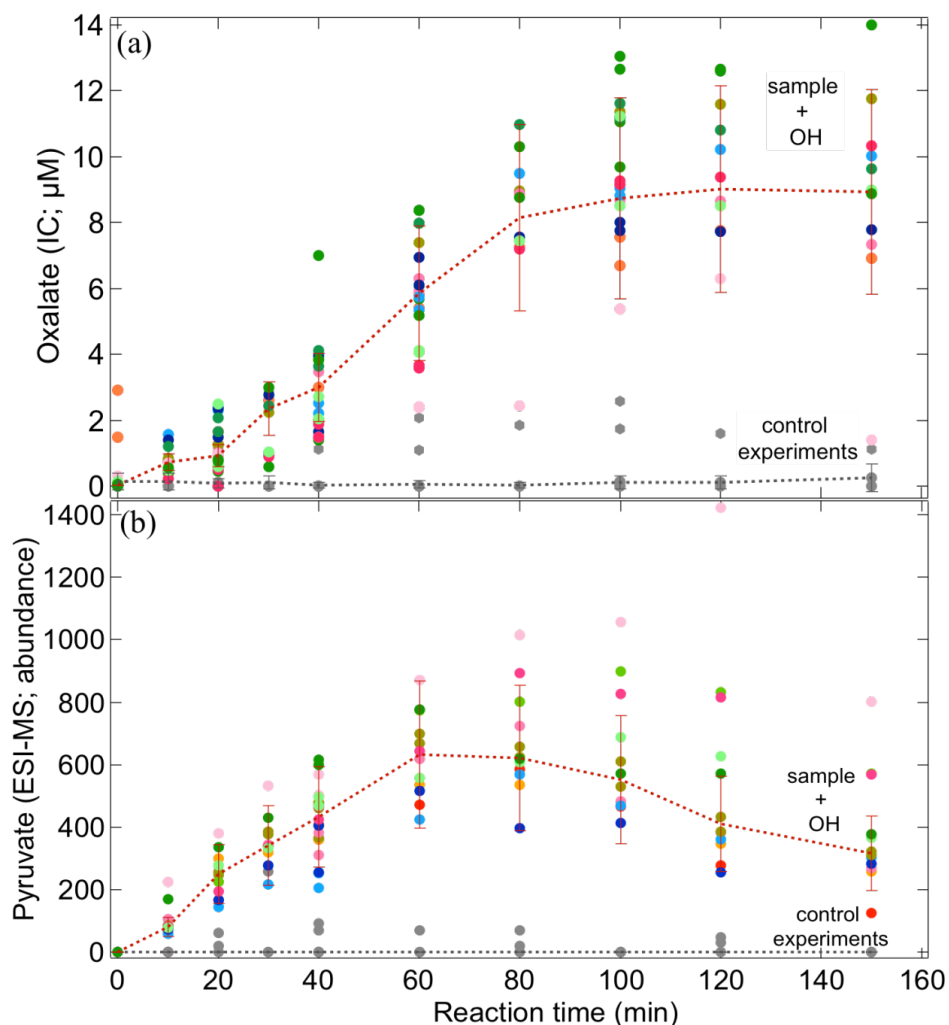 (a)
Oxalate (IC; µM)
14
12
10
8
6
4
2
0
sample
+
OH
control
experiments
(b)
Pyruvate (ESI-MS; abundance)
1400
1200
1000
800
600
400
200
0
sample
+
OH
control
experiments
0 20 40 60 80 100 120 140 160
Reaction time (min)